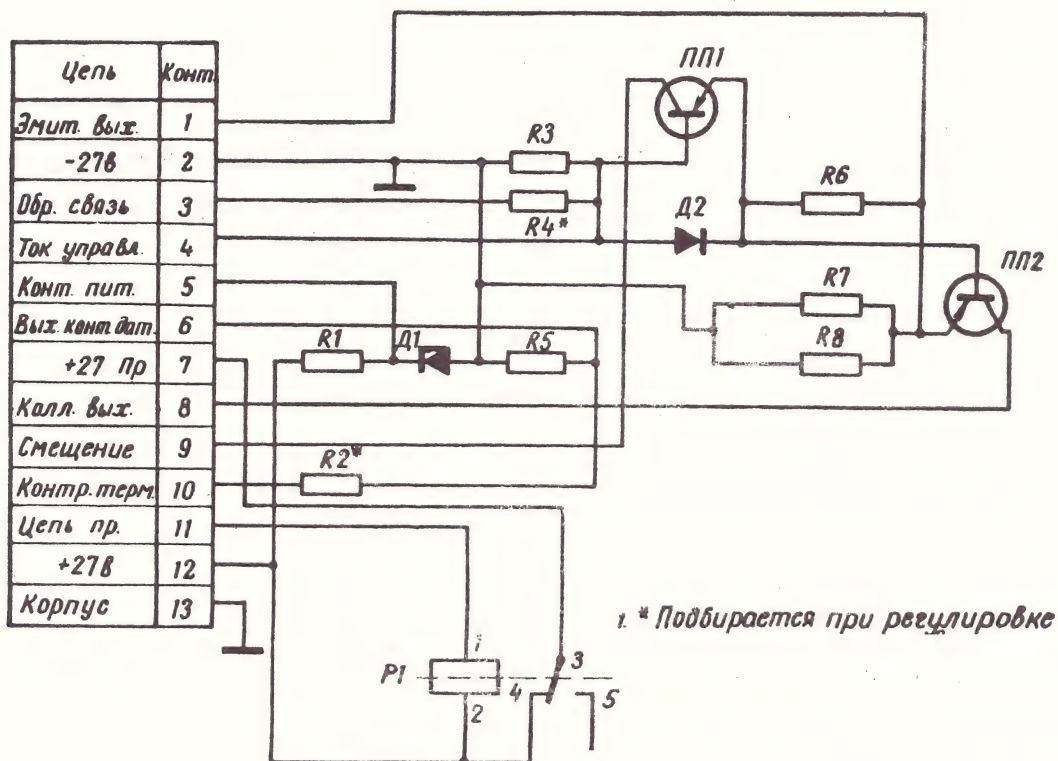 Цепь Конт.
Эмит. вых. 1
-27в 2
Обр. связь 3
Ток управл. 4
Конт. пит. 5
Вых. конт. дат. 6
+27 Пр 7
Колл. вых. 8
Смещение 9
Контр. терм. 10
Цепь пр. 11
+27в 12
Корпус 13
ПП1
R3
R6
R4*
Д2
ПП2
R7
R1
Д1
R5
R8
R2*
1. * Подбирается при регулировке
1
P1
3
4
5
2